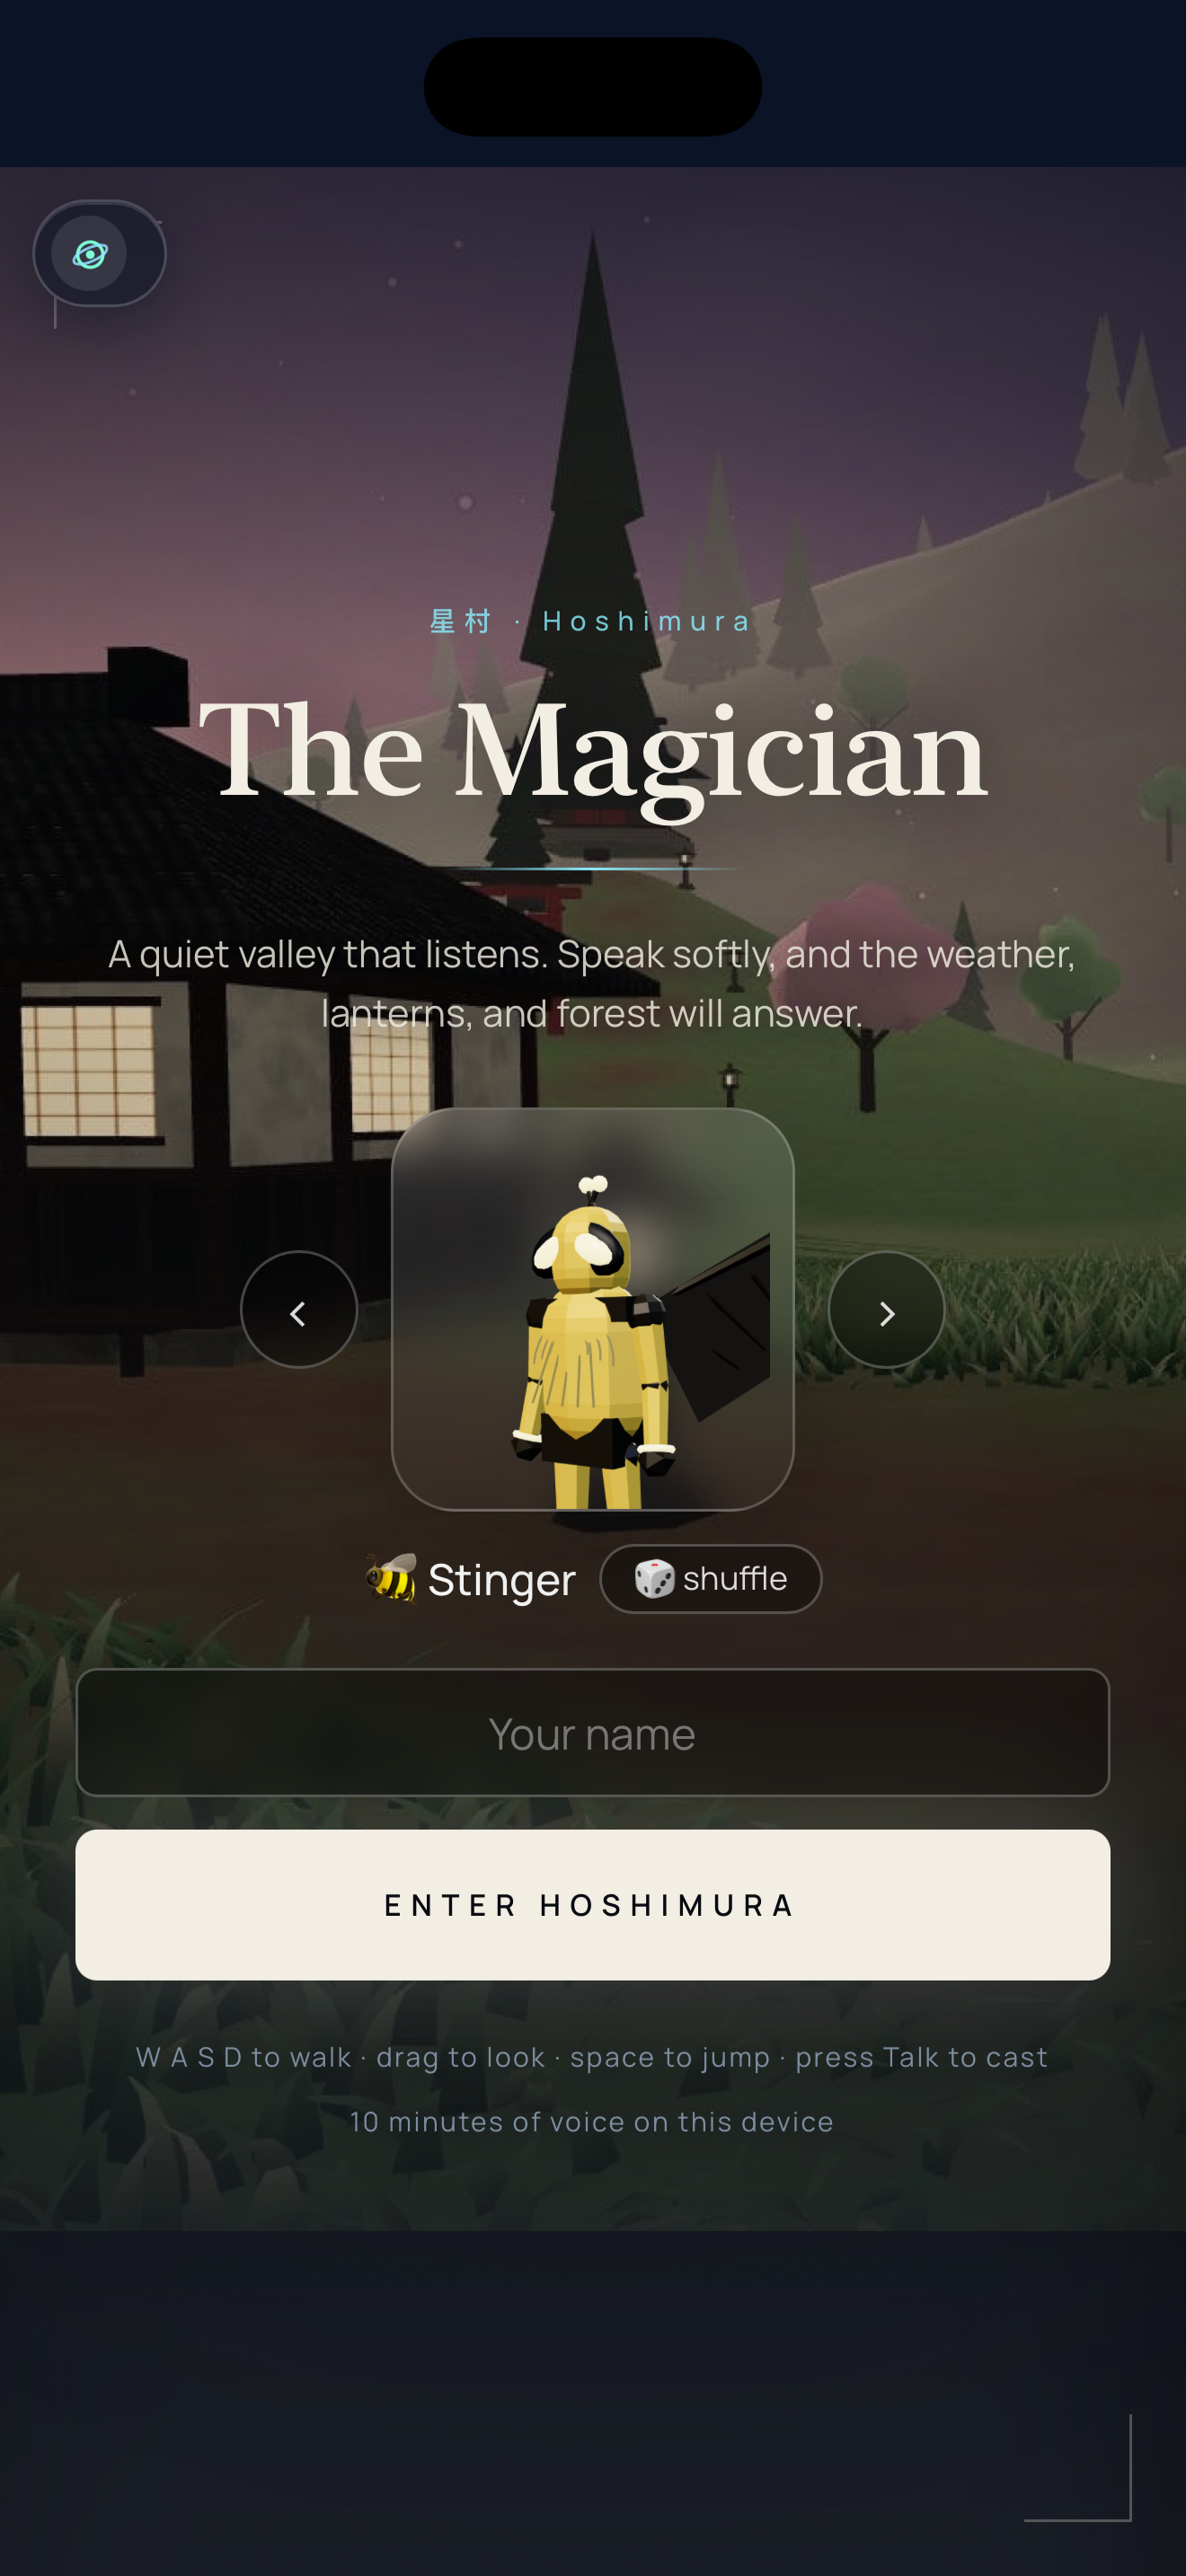 星村 · Hoshimura
The Magician
A quiet valley that listens. Speak softly, and the weather,
lanterns, and forest will answer.
Stinger
shuffle
Your name
ENTER HOSHIMURA
W A S D to walk · drag to look · space to jump · press Talk to cast
10 minutes of voice on this device